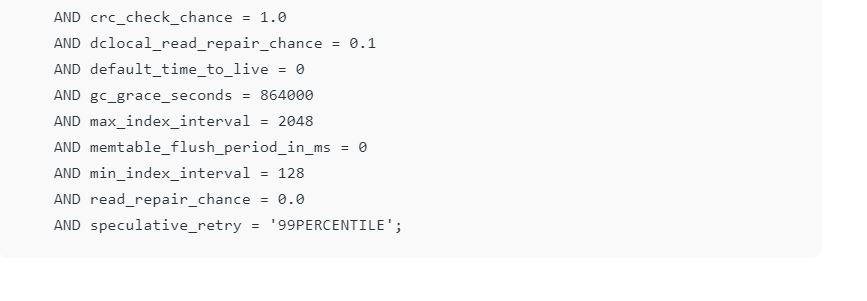 AND crc_check_chance = 1.0
AND dclocal_read_repair_chance = 0.1
AND default_time_to_live = 0
AND gc_grace_seconds = 864000
AND max_index_interval = 2048
AND memtable_flush_period_in_ms = 0
AND min_index_interval = 128
AND read_repair_chance = 0.0
AND speculative_retry = '99PERCENTILE';